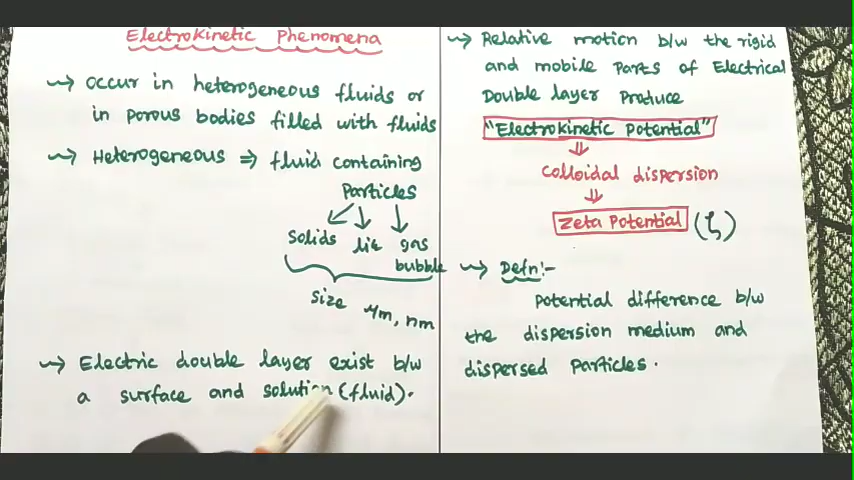 Electrokinetic Phenomena
⇝ occur in heterogeneous fluids or
in porous bodies filled with fluids
⇝ Heterogeneous ⇒ fluid containing
particles
solids liq gas
bubble
size μm, nm
⇝ Electric double layer exist b/w
a surface and solution (fluid).
⇝ Relative motion b/w the rigid
and mobile parts of Electrical
Double layer produce
"Electrokinetic potential"
⇓
colloidal dispersion
⇓
Zeta Potential (ζ)
⇝ Defn:-
Potential difference b/w
the dispersion medium and
dispersed particles.